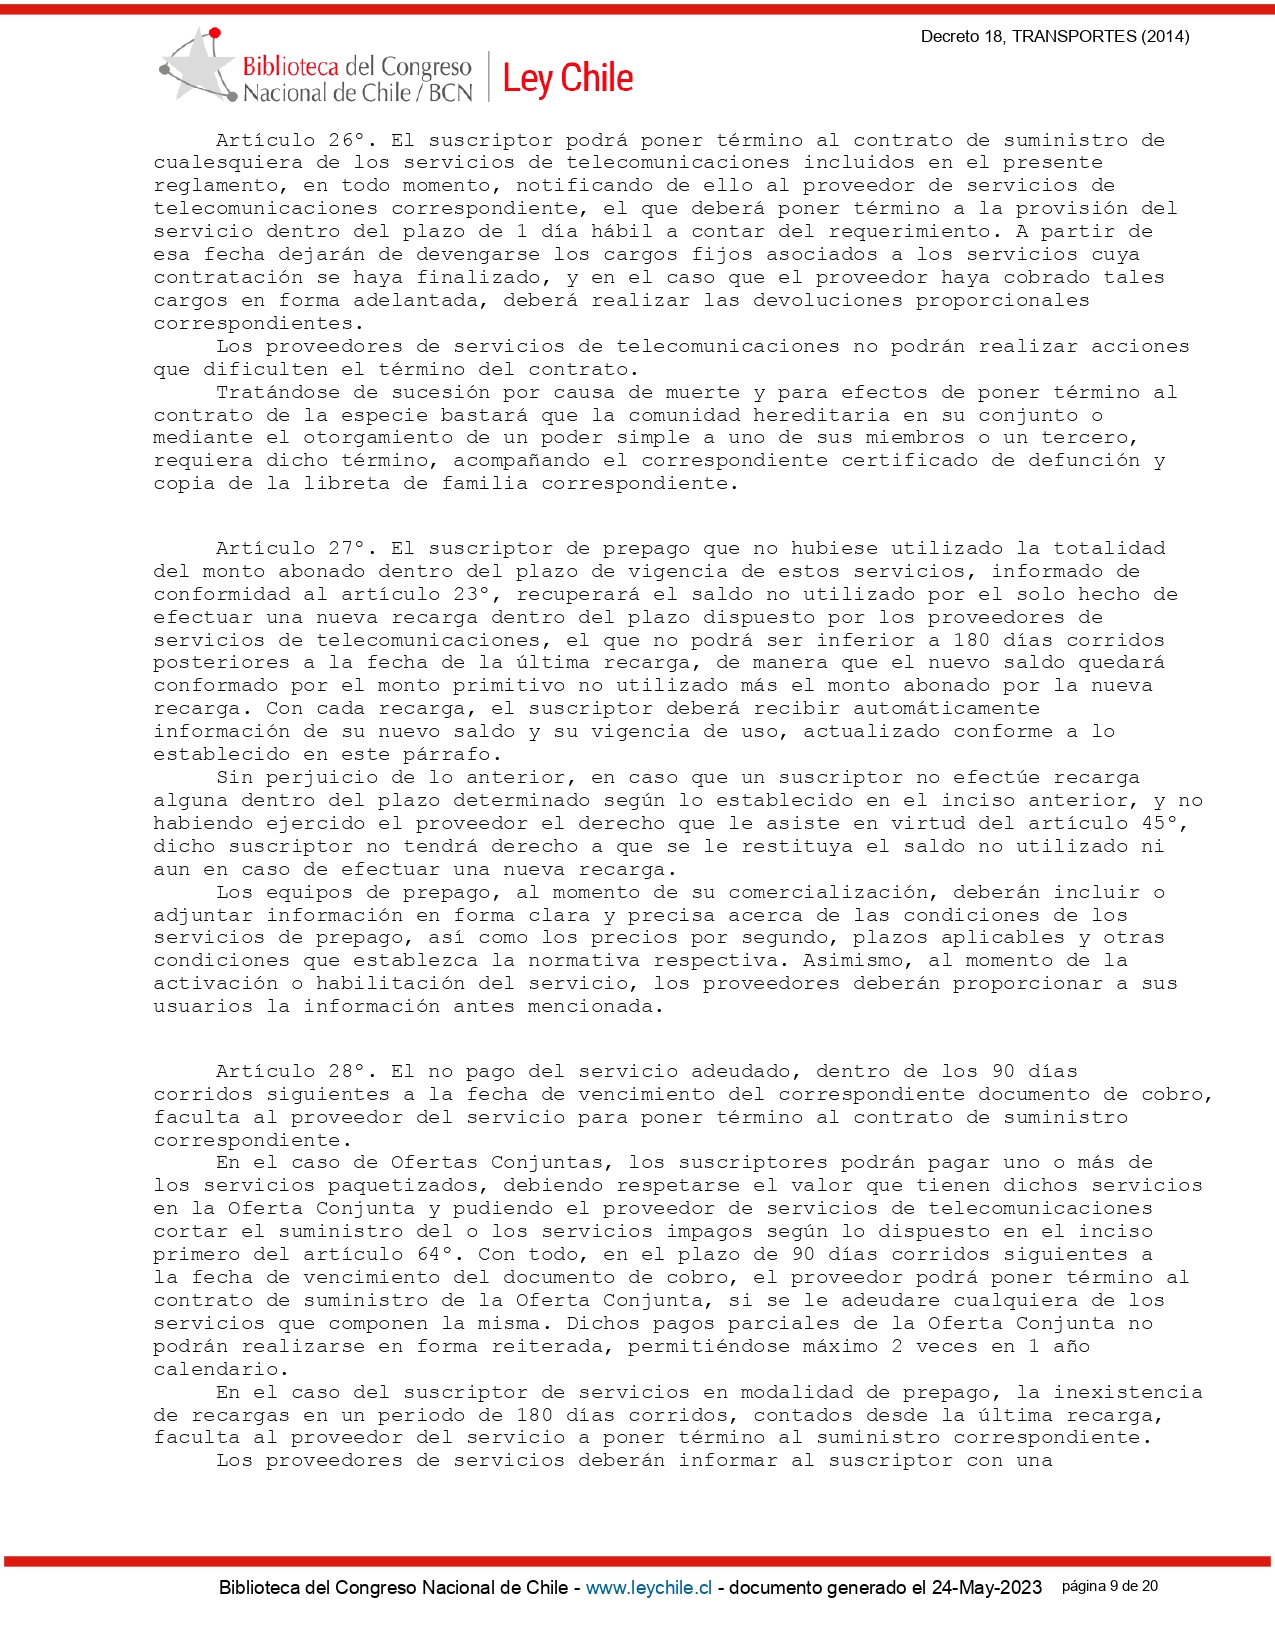 Decreto 18, TRANSPORTES (2014)
Biblioteca del Congreso
Nacional de Chile / BCN
Ley Chile
Artículo 26º. El suscriptor podrá poner término al contrato de suministro de
cualesquiera de los servicios de telecomunicaciones incluidos en el presente
reglamento, en todo momento, notificando de ello al proveedor de servicios de
telecomunicaciones correspondiente, el que deberá poner término a la provisión del
servicio dentro del plazo de 1 día hábil a contar del requerimiento. A partir de
esa fecha dejarán de devengarse los cargos fijos asociados a los servicios cuya
contratación se haya finalizado, y en el caso que el proveedor haya cobrado tales
cargos en forma adelantada, deberá realizar las devoluciones proporcionales
correspondientes.
Los proveedores de servicios de telecomunicaciones no podrán realizar acciones
que dificulten el término del contrato.
Tratándose de sucesión por causa de muerte y para efectos de poner término al
contrato de la especie bastará que la comunidad hereditaria en su conjunto o
mediante el otorgamiento de un poder simple a uno de sus miembros o un tercero,
requiera dicho término, acompañando el correspondiente certificado de defunción y
copia de la libreta de familia correspondiente.
Artículo 27º. El suscriptor de prepago que no hubiese utilizado la totalidad
del monto abonado dentro del plazo de vigencia de estos servicios, informado de
conformidad al artículo 23º, recuperará el saldo no utilizado por el solo hecho de
efectuar una nueva recarga dentro del plazo dispuesto por los proveedores de
servicios de telecomunicaciones, el que no podrá ser inferior a 180 días corridos
posteriores a la fecha de la última recarga, de manera que el nuevo saldo quedará
conformado por el monto primitivo no utilizado más el monto abonado por la nueva
recarga. Con cada recarga, el suscriptor deberá recibir automáticamente
información de su nuevo saldo y su vigencia de uso, actualizado conforme a lo
establecido en este párrafo.
Sin perjuicio de lo anterior, en caso que un suscriptor no efectúe recarga
alguna dentro del plazo determinado según lo establecido en el inciso anterior, y no
habiendo ejercido el proveedor el derecho que le asiste en virtud del artículo 45º,
dicho suscriptor no tendrá derecho a que se le restituya el saldo no utilizado ni
aun en caso de efectuar una nueva recarga.
Los equipos de prepago, al momento de su comercialización, deberán incluir o
adjuntar información en forma clara y precisa acerca de las condiciones de los
servicios de prepago, así como los precios por segundo, plazos aplicables y otras
condiciones que establezca la normativa respectiva. Asimismo, al momento de la
activación o habilitación del servicio, los proveedores deberán proporcionar a sus
usuarios la información antes mencionada.
Artículo 28º. El no pago del servicio adeudado, dentro de los 90 días
corridos siguientes a la fecha de vencimiento del correspondiente documento de cobro,
faculta al proveedor del servicio para poner término al contrato de suministro
correspondiente.
En el caso de Ofertas Conjuntas, los suscriptores podrán pagar uno o más de
los servicios paquetizados, debiendo respetarse el valor que tienen dichos servicios
en la Oferta Conjunta y pudiendo el proveedor de servicios de telecomunicaciones
cortar el suministro del o los servicios impagos según lo dispuesto en el inciso
primero del artículo 64º. Con todo, en el plazo de 90 días corridos siguientes a
la fecha de vencimiento del documento de cobro, el proveedor podrá poner término al
contrato de suministro de la Oferta Conjunta, si se le adeudare cualquiera de los
servicios que componen la misma. Dichos pagos parciales de la Oferta Conjunta no
podrán realizarse en forma reiterada, permitiéndose máximo 2 veces en 1 año
calendario.
En el caso del suscriptor de servicios en modalidad de prepago, la inexistencia
de recargas en un periodo de 180 días corridos, contados desde la última recarga,
faculta al proveedor del servicio a poner término al suministro correspondiente.
Los proveedores de servicios deberán informar al suscriptor con una
Biblioteca del Congreso Nacional de Chile - www.leychile.cl - documento generado el 24-May-2023 página 9 de 20